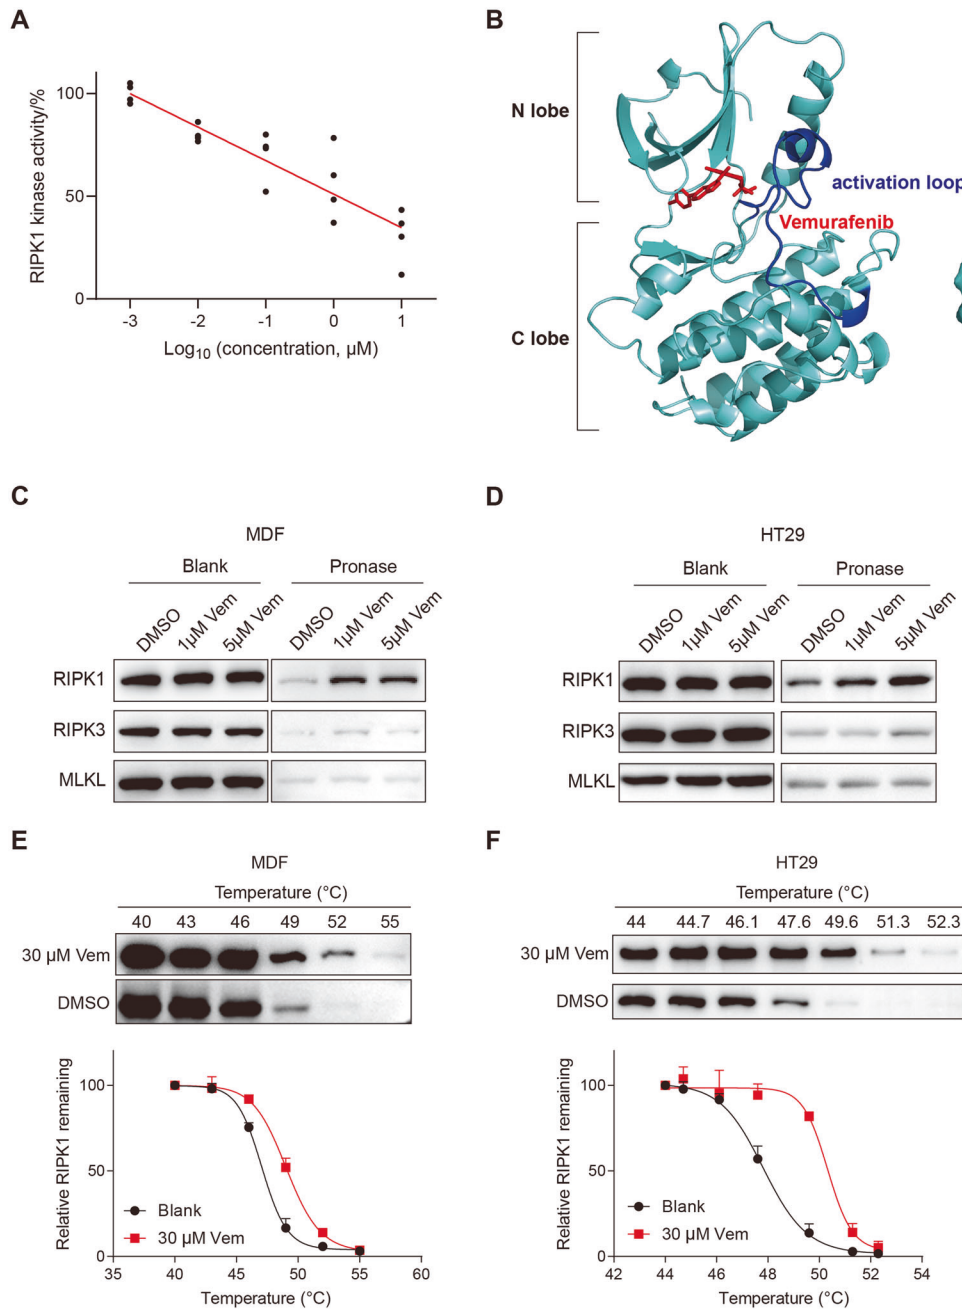 A
RIPK1 kinase activity/%
100
50
0
-3 -2 -1 0 1
Log10 (concentration, µM)
B
N lobe
C lobe
activation loop
Vemurafenib
C
MDF
Blank Pronase
DMSO 1µM Vem 5µM Vem DMSO 1µM Vem 5µM Vem
RIPK1
RIPK3
MLKL
D
HT29
Blank Pronase
DMSO 1µM Vem 5µM Vem DMSO 1µM Vem 5µM Vem
RIPK1
RIPK3
MLKL
E
MDF
Temperature (°C)
40 43 46 49 52 55
30 µM Vem
DMSO
Relative RIPK1 remaining
100
50
0
Blank
30 µM Vem
35 40 45 50 55 60
Temperature (°C)
F
HT29
Temperature (°C)
44 44.7 46.1 47.6 49.6 51.3 52.3
30 µM Vem
DMSO
Relative RIPK1 remaining
100
50
0
Blank
30 µM Vem
42 44 46 48 50 52 54
Temperature (°C)